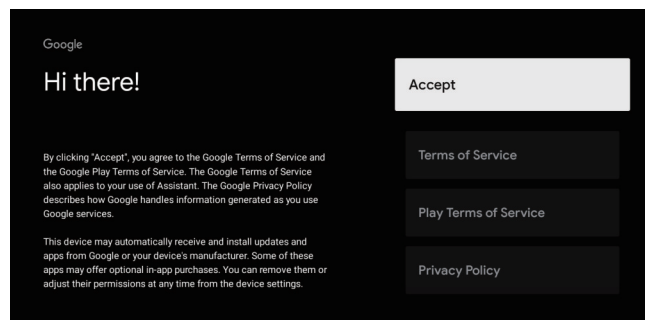 Google
Hi there!
By clicking "Accept", you agree to the Google Terms of Service and
the Google Play Terms of Service. The Google Terms of Service
also applies to your use of Assistant. The Google Privacy Policy
describes how Google handles information generated as you use
Google services.
This device may automatically receive and install updates and
apps from Google or your device's manufacturer. Some of these
apps may offer optional in-app purchases. You can remove them or
adjust their permissions at any time from the device settings.
Accept
Terms of Service
Play Terms of Service
Privacy Policy